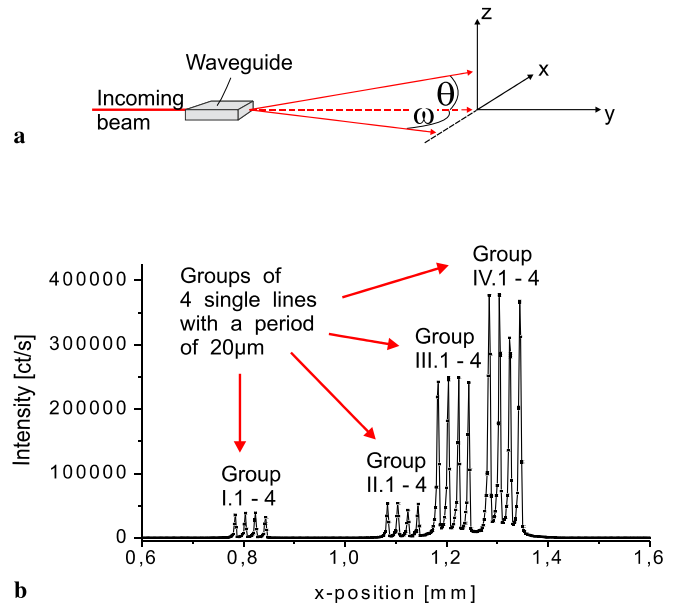 z
Waveguide
x
Incoming
beam
θ
ω
y
a
Group
IV.1 - 4
400000
Groups of
4 single lines
with a period
of 20µm
300000
Group
III.1 - 4
Intensity [ct/s]
200000
100000
Group
I.1 - 4
Group
II.1 - 4
0
0,6 0,8 1,0 1,2 1,4 1,6
b
x-position [mm]